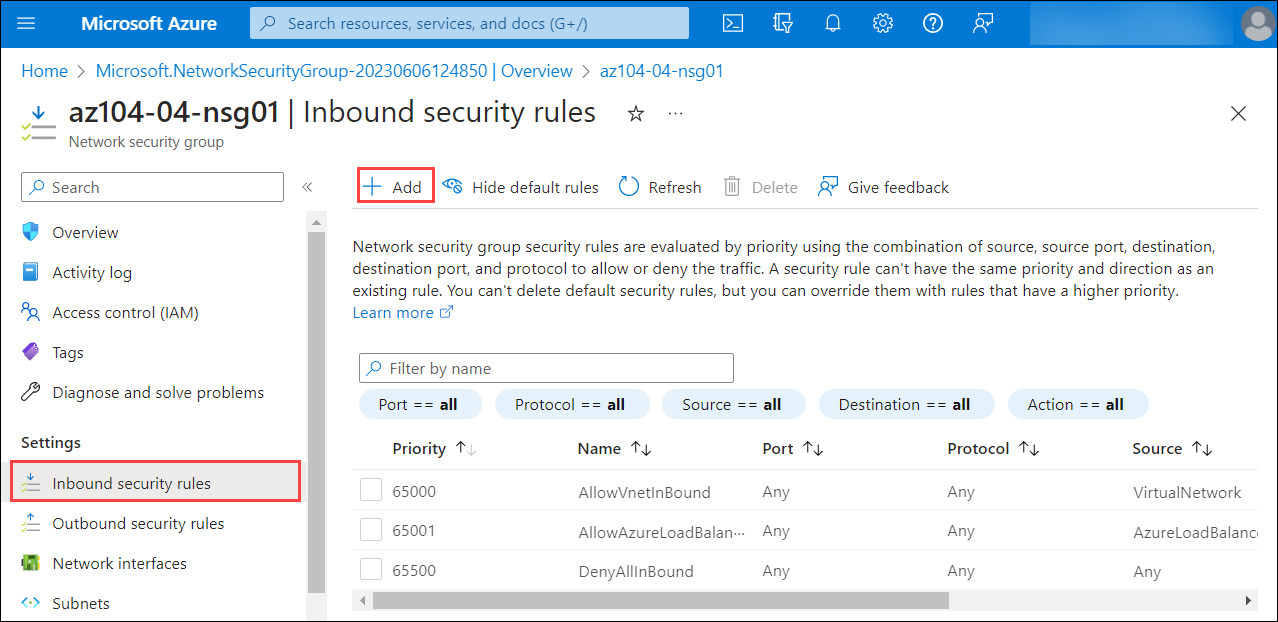 Microsoft Azure
Search resources, services, and docs (G+/)
Home > Microsoft.NetworkSecurityGroup-20230606124850 | Overview > az104-04-nsg01
az104-04-nsg01 | Inbound security rules
Network security group
Search
Overview
Activity log
Access control (IAM)
Tags
Diagnose and solve problems
Settings
Inbound security rules
Outbound security rules
Network interfaces
Subnets
Add Hide default rules Refresh Delete Give feedback
Network security group security rules are evaluated by priority using the combination of source, source port, destination,
destination port, and protocol to allow or deny the traffic. A security rule can't have the same priority and direction as an
existing rule. You can't delete default security rules, but you can override them with rules that have a higher priority.
Learn more
Filter by name
Port == all Protocol == all Source == all Destination == all Action == all
Priority Name Port Protocol Source
65000 AllowVnetInBound Any Any VirtualNetwork
65001 AllowAzureLoadBalan... Any Any AzureLoadBalance
65500 DenyAllInBound Any Any Any